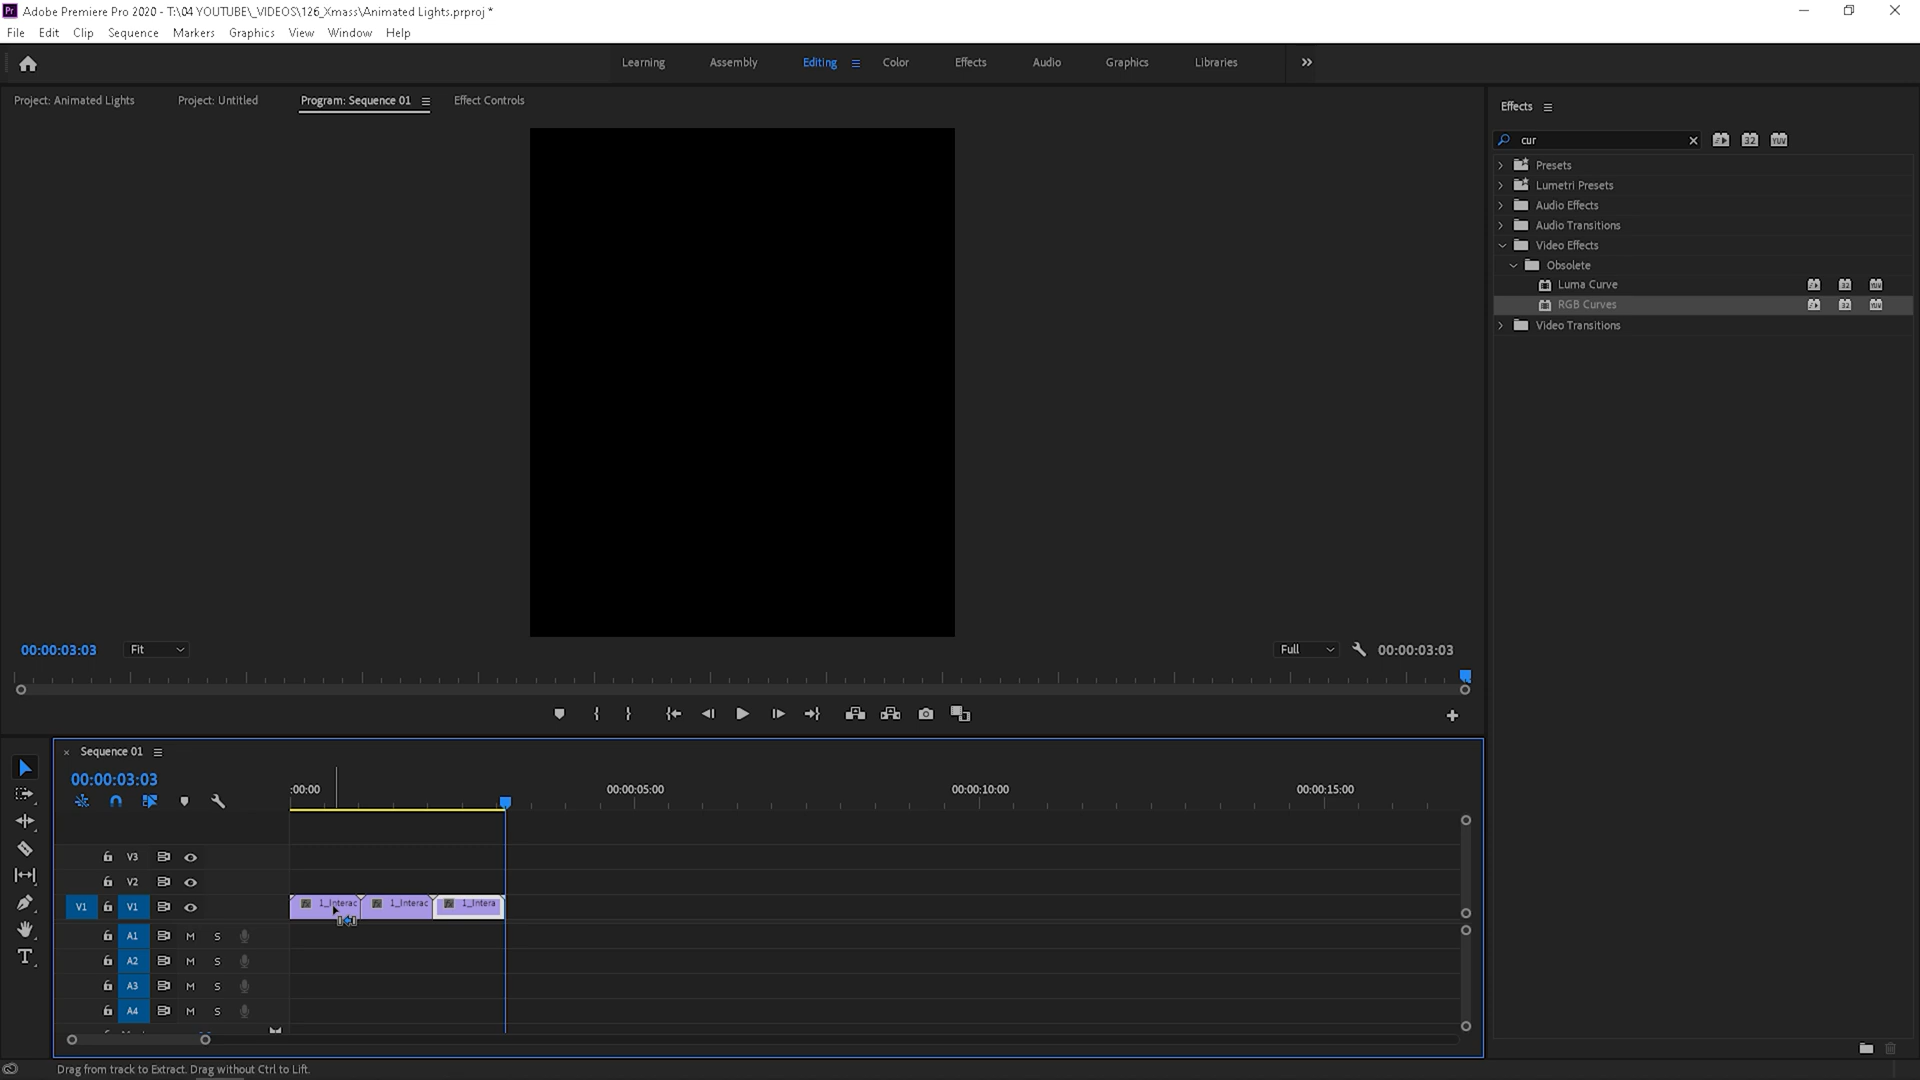 Adobe Premiere Pro 2020 - T:\04 YOUTUBE\_VIDEOS\126_Xmass\Animated Lights.prproj *
File Edit Clip Sequence Markers Graphics View Window Help
Learning Assembly Editing Color Effects Audio Graphics Libraries
Project: Animated Lights Project: Untitled Program: Sequence 01 Effect Controls
Effects
cur
Presets
Lumetri Presets
Audio Effects
Audio Transitions
Video Effects
Obsolete
Luma Curve
RGB Curves
Video Transitions
00:00:03:03 Fit Full 00:00:03:03
Sequence 01
00:00:03:03
:00:00 00:00:05:00 00:00:10:00 00:00:15:00
V3
V2
V1 V1 1_Interac 1_Interac 1_Intera
A1 M S
A2 M S
A3 M S
A4 M S
Drag from track to Extract. Drag without Ctrl to Lift.